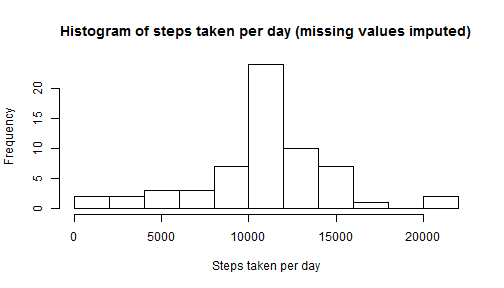 Histogram of steps taken per day (missing values imputed)
Frequency
20
15
10
5
0
0 5000 10000 15000 20000
Steps taken per day